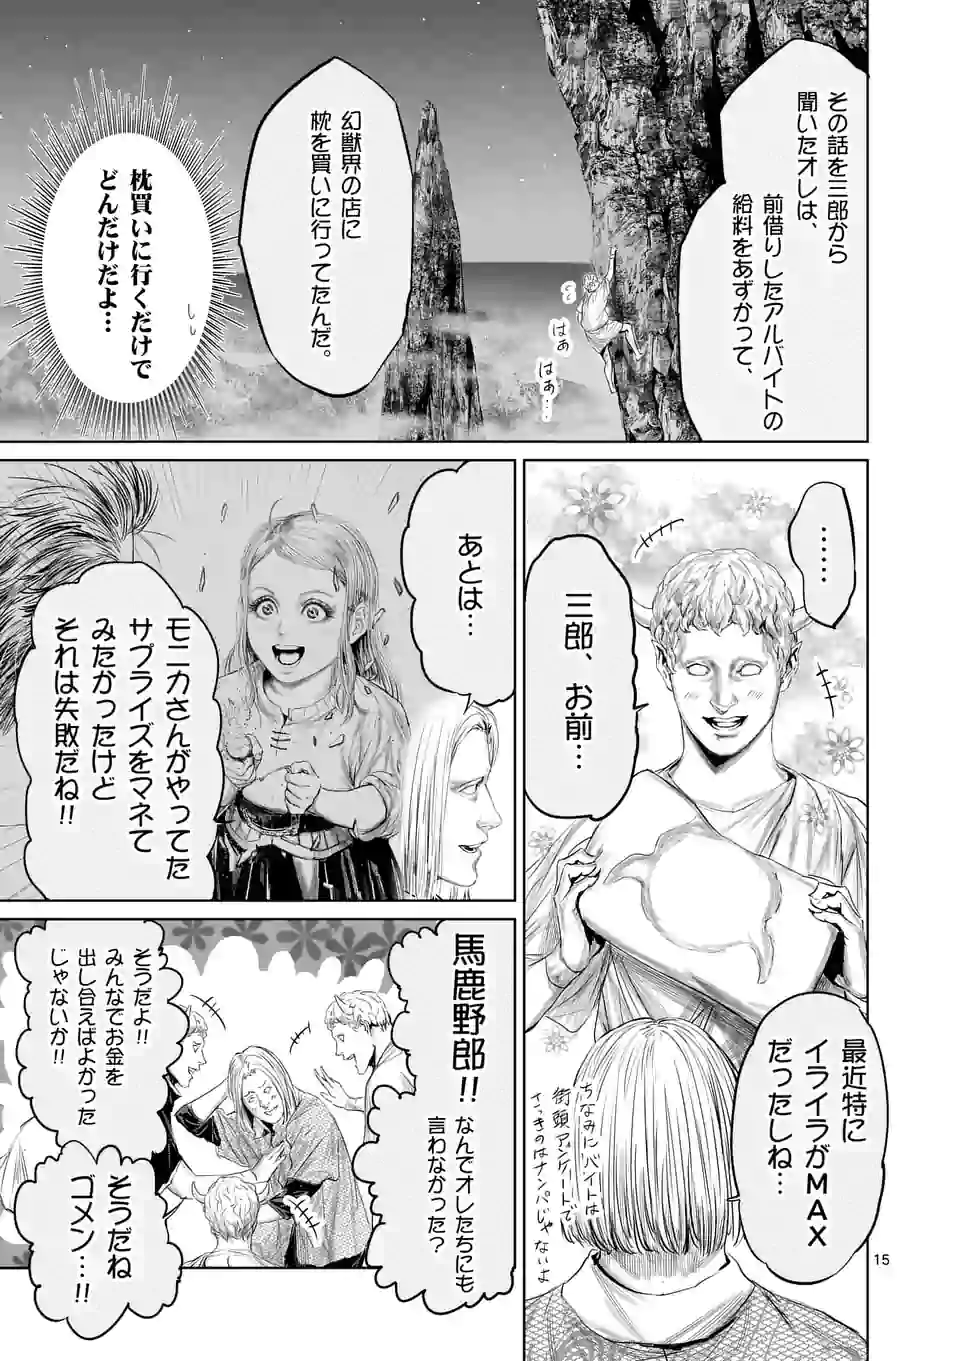 その話を三郎から
聞いたオレは、
前借りしたアルバイトの
給料をあずかって、
はぁ
はぁ…
幻獣界の店に
枕を買いに行ってたんだ。
枕買いに行くだけで
どんだけだよ…
……
三郎、お前…
最近特に
イライラがMAX
だったしね…
ちなみにバイトは
街頭アンケートで
さっきのはナンパじゃないよ
あとは…
モニカさんがやってた
サプライズをマネて
みたかったけど
それは失敗だね!!
馬鹿野郎!!
なんでオレたちにも
言わなかった?
そうだよ!!
みんなでお金を
出し合えばよかった
じゃないか!!
そうだね
ゴメン…!!
15